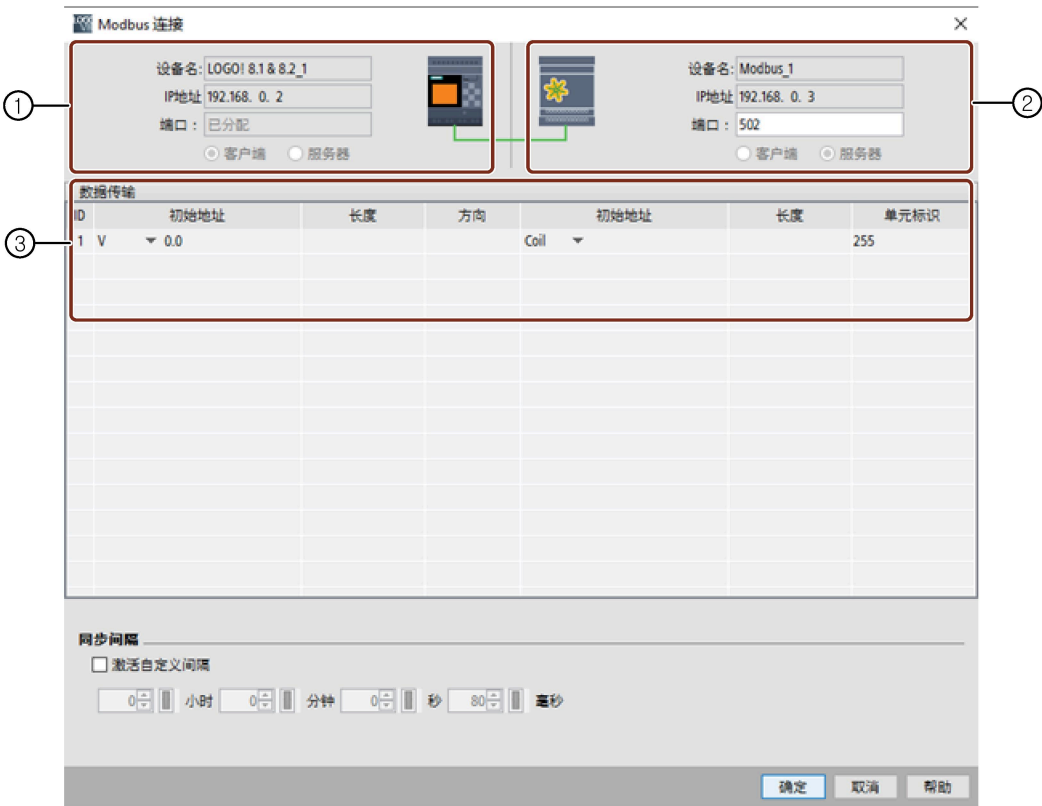 Modbus 连接
设备名: LOGO! 8.1 & 8.2_1
设备名: Modbus_1
IP地址 192.168. 0. 2
IP地址 192.168. 0. 3
①
②
端口： 已分配
端口： 502
客户端 服务器
客户端 服务器
数据传输
ID 初始地址 长度 方向 初始地址 长度 单元标识
③
1 V 0.0 Coil 255
同步间隔
激活自定义间隔
0 小时 0 分钟 0 秒 80 毫秒
确定 取消 帮助